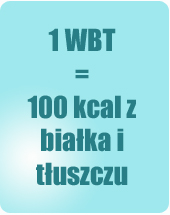 1 WBT
=
100 kcal z
białka i
tłuszczu